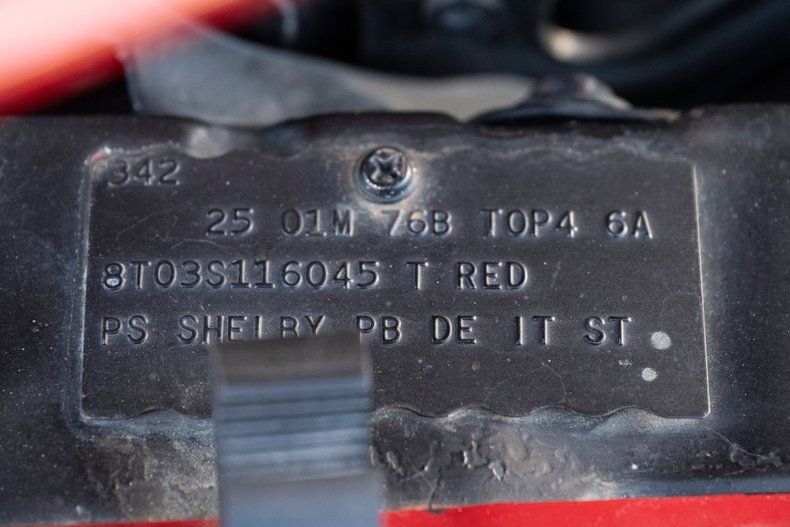 342
25 01M 76B TOP4 6A
8T03S116045 T RED
PS SHELBY PB DE IT ST